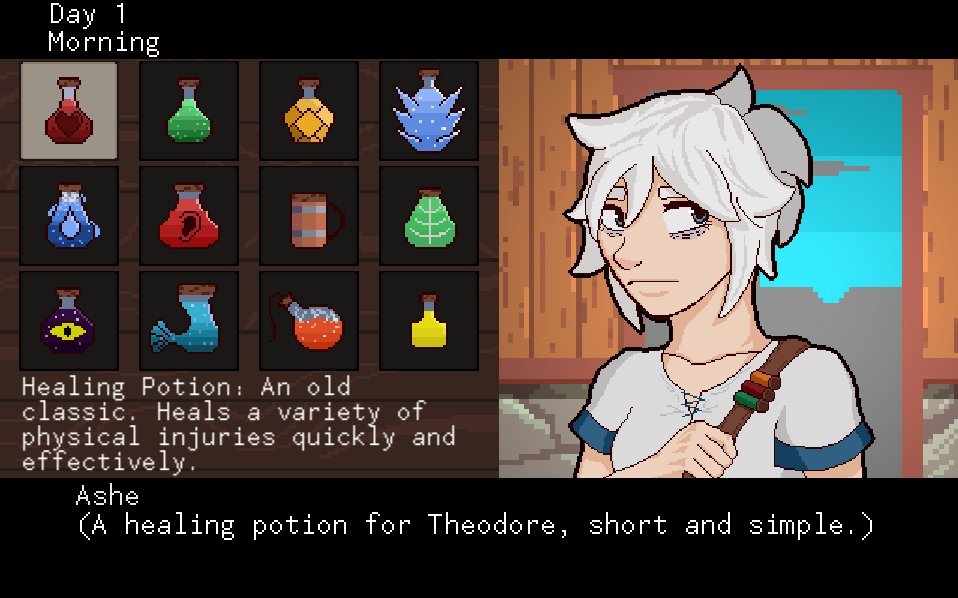 Day 1
Morning
Healing Potion: An old
classic. Heals a variety of
physical injuries quickly and
effectively.
Ashe
(A healing potion for Theodore, short and simple.)